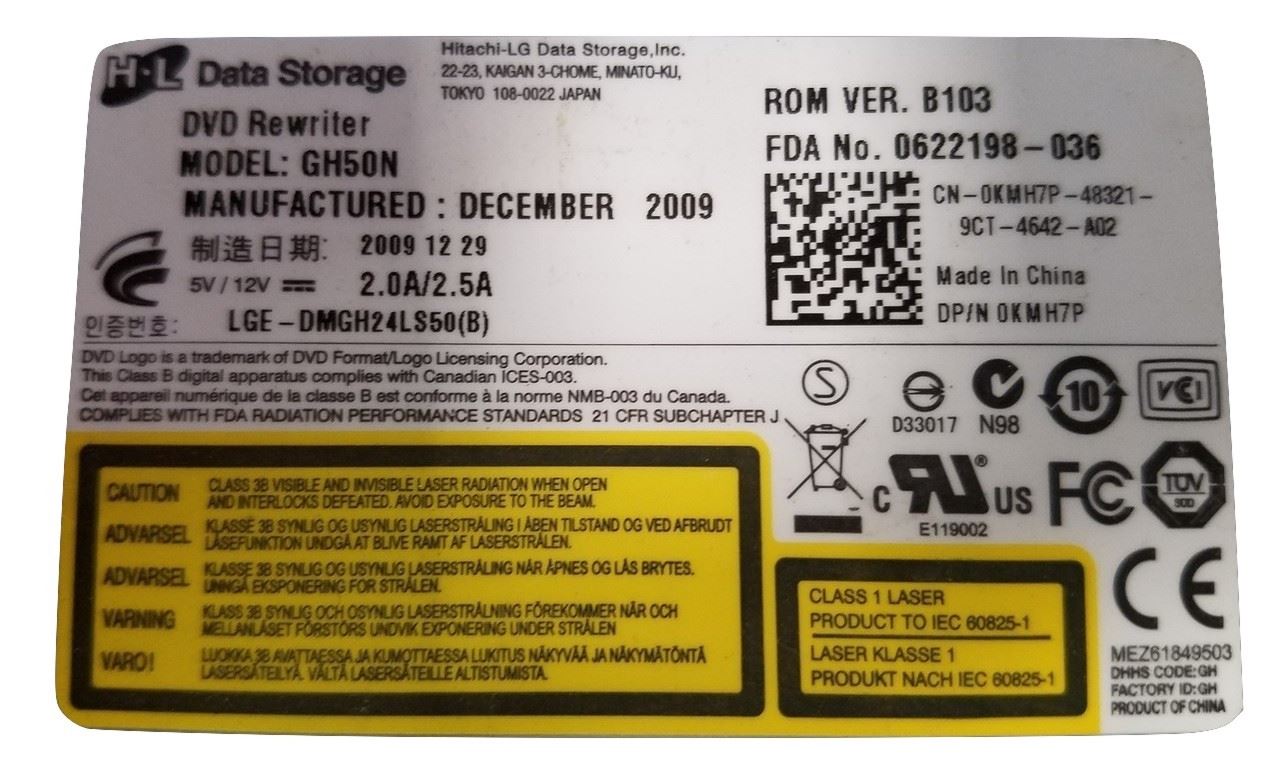 H·L Data Storage
Hitachi-LG Data Storage,Inc.
22-23, KAIGAN 3-CHOME, MINATO-KU,
TOKYO 108-0022 JAPAN
DVD Rewriter
MODEL: GH50N
MANUFACTURED : DECEMBER 2009
制造日期: 2009 12 29
5V / 12V 2.0A/2.5A
인증번호: LGE-DMGH24LS50(B)
ROM VER. B103
FDA No. 0622198-036
CN-0KMH7P-48321-
9CT-4642-A02
Made In China
DP/N 0KMH7P
DVD Logo is a trademark of DVD Format/Logo Licensing Corporation.
This Class B digital apparatus complies with Canadian ICES-003.
Cet appareil numérique de la classe B est conforme à la norme NMB-003 du Canada.
COMPLIES WITH FDA RADIATION PERFORMANCE STANDARDS 21 CFR SUBCHAPTER J
S
D33017
N98
10
VCI
C RU® US
E119002
FC
TÜV
CE
CAUTION CLASS 3B VISIBLE AND INVISIBLE LASER RADIATION WHEN OPEN
AND INTERLOCKS DEFEATED. AVOID EXPOSURE TO THE BEAM.
ADVARSEL KLASSE 3B SYNLIG OG USYNLIG LASERSTRÅLING I ÅBEN TILSTAND OG VED AFBRUDT
LÅSEFUNKTION UNDGÅ AT BLIVE RAMT AF LASERSTRÅLEN.
ADVARSEL KLASSE 3B SYNLIG OG USYNLIG LASERSTRÅLING NÅR ÅPNES OG LÅS BRYTES.
UNNGÅ EKSPONERING FOR STRÅLEN.
VARNING KLASS 3B SYNLIG OCH OSYNLIG LASERSTRÅLNING FÖREKOMMER NÄR OCH
MELLANLÅSET FÖRSTÖRS UNDVIK EXPONERING UNDER STRÅLEN
VARO! LUOKKA 3B AVATTAESSA JA KUMOTTAESSA LUKITUS NÄKYVÄÄ JA NÄKYMÄTÖNTÄ
LASERSÄTEILYÄ. VÄLTÄ LASERSÄTEILLE ALTISTUMISTA.
CLASS 1 LASER
PRODUCT TO IEC 60825-1
LASER KLASSE 1
PRODUKT NACH IEC 60825-1
MEZ61849503
DHHS CODE:GH
FACTORY ID:GH
PRODUCT OF CHINA